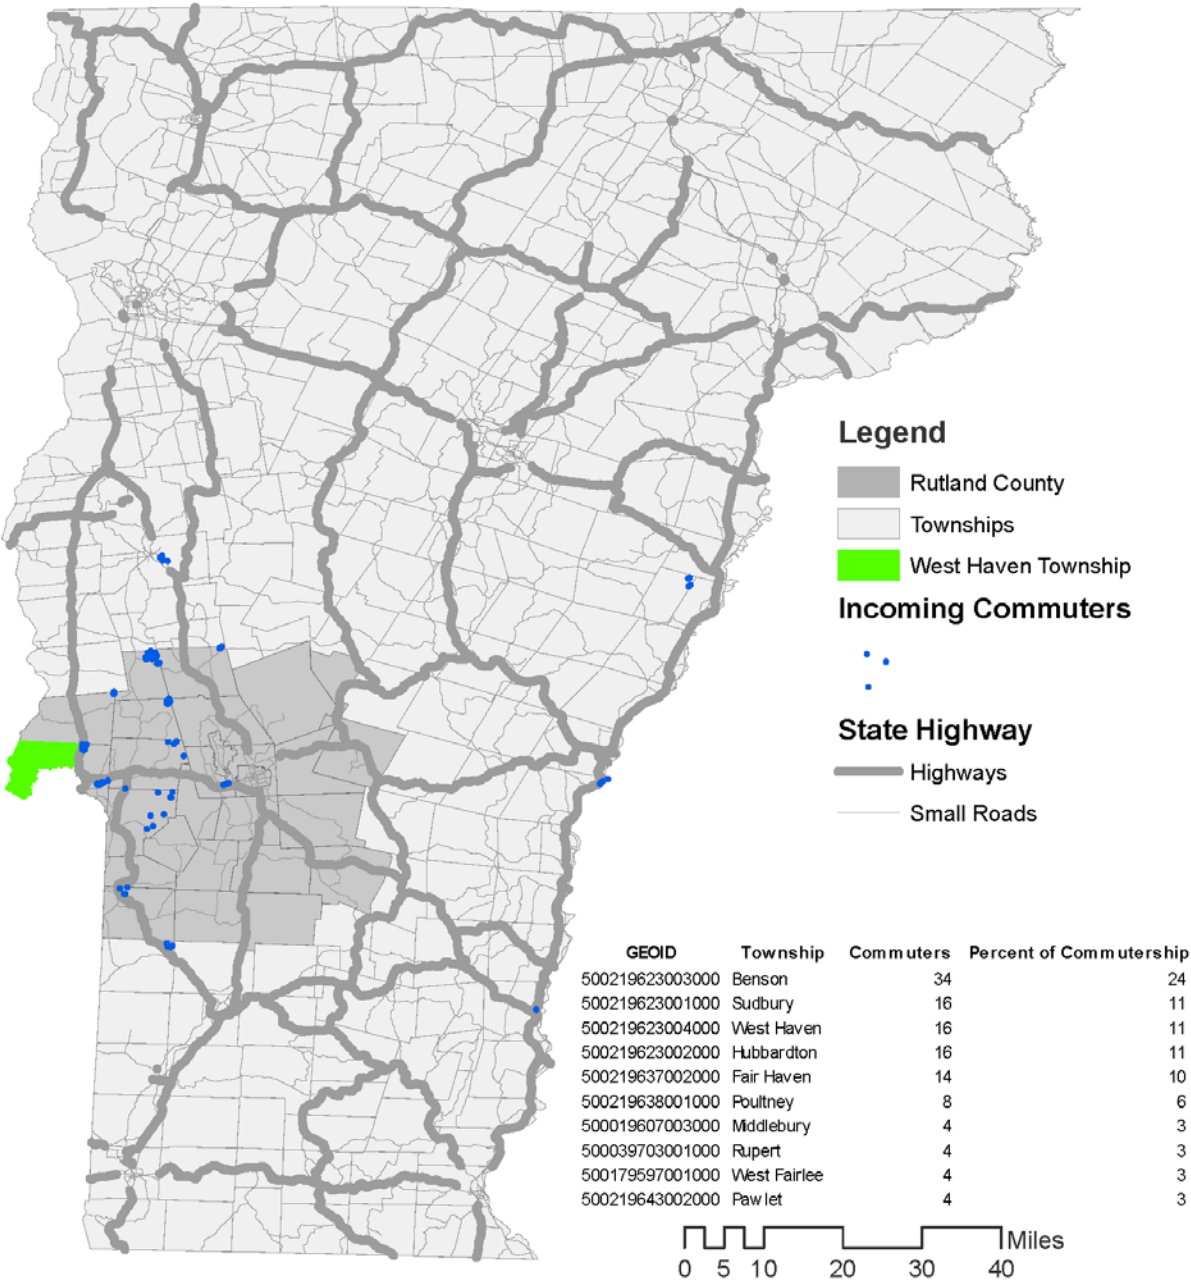 Legend
Rutland County
Townships
West Haven Township
Incoming Commuters
State Highway
Highways
Small Roads
GEOID Township Commuters Percent of Commutership
500219623003000 Benson 34 24
500219623001000 Sudbury 16 11
500219623004000 West Haven 16 11
500219623002000 Hubbardton 16 11
500219637002000 Fair Haven 14 10
500219638001000 Poultney 8 6
500019607003000 Middlebury 4 3
500039703001000 Rupert 4 3
500179597001000 West Fairlee 4 3
500219643002000 Pawlet 4 3
Miles
0 5 10 20 30 40